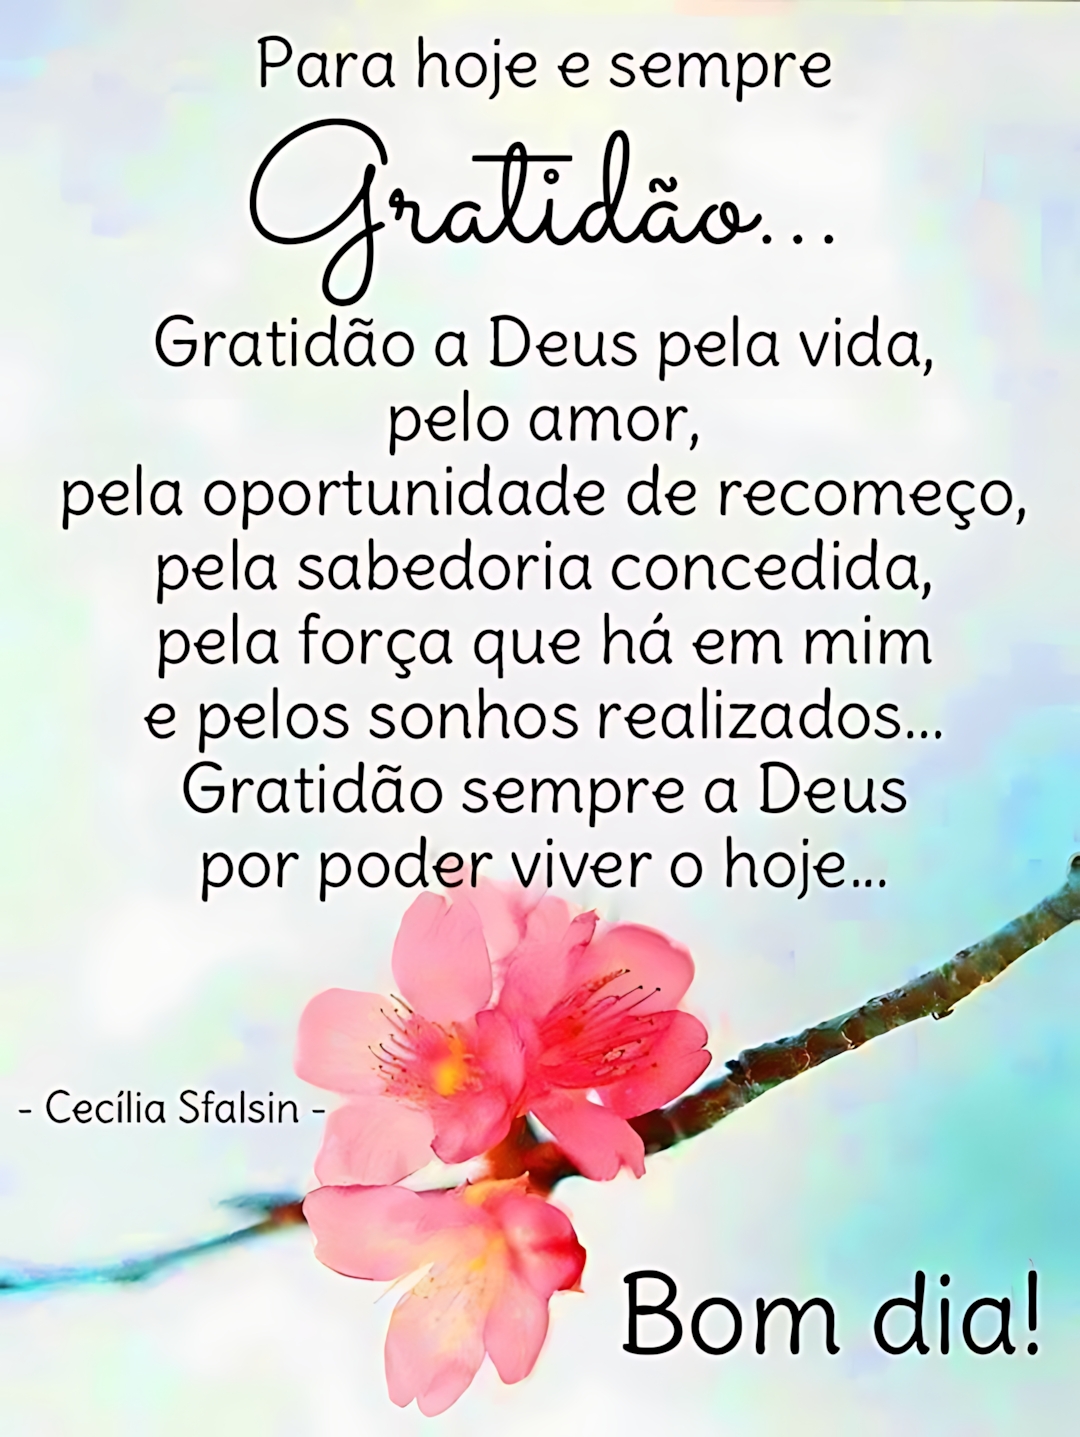 Para hoje e sempre
Gratidão...
Gratidão a Deus pela vida,
pelo amor,
pela oportunidade de recomeço,
pela sabedoria concedida,
pela força que há em mim
e pelos sonhos realizados...
Gratidão sempre a Deus
por poder viver o hoje...
- Cecília Sfalsin -
Bom dia!